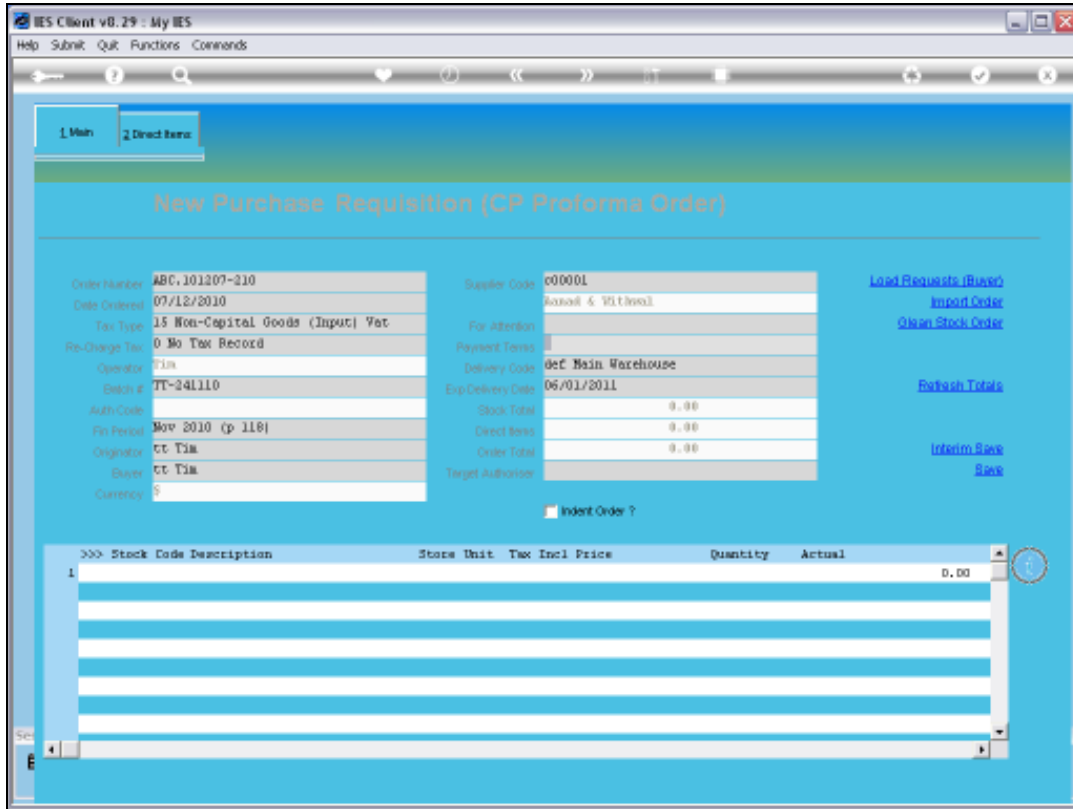 IES Client v8.29 : My IES
Help Submit Quit Functions Commands
1 Main
2 Direct Items
New Purchase Requisition (CP Proforma Order)
Order Number ABC.101207-210
Date Ordered 07/12/2010
Tax Type 15 Non-Capital Goods (Input) Vat
Re-Charge Tax 0 No Tax Record
Operator Tim
Batch # TT-241110
Auth Code
Fin Period Nov 2010 (p 118)
Originator tt Tim
Buyer tt Tim
Currency $
Supplier Code c00001
For Attention
Payment Terms
Delivery Code def Main Warehouse
Exp Delivery Date 06/01/2011
Stock Total 0.00
Direct Items 0.00
Order Total 0.00
Target Authoriser
Indent Order ?
Load Requests (Buyer)
Import Order
Clean Stock Order
Refresh Totals
Interim Save
Save
>>> Stock Code Description Store Unit Tax Incl Price Quantity Actual
1 0.00